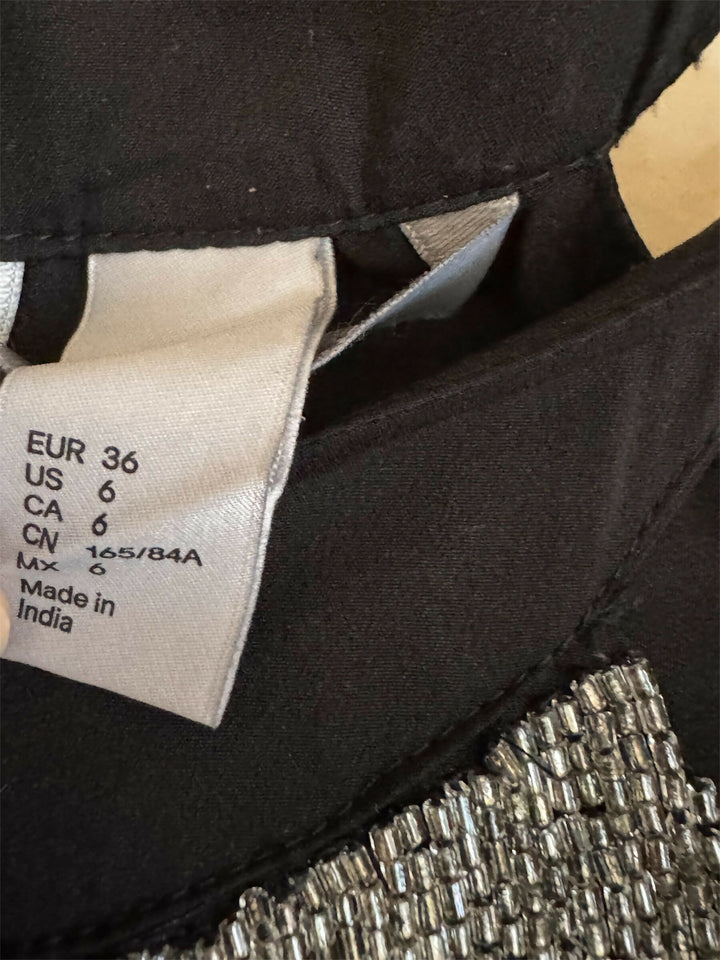 EUR 36
US 6
CA 6
CN 165/84A
MX 6
Made in
India